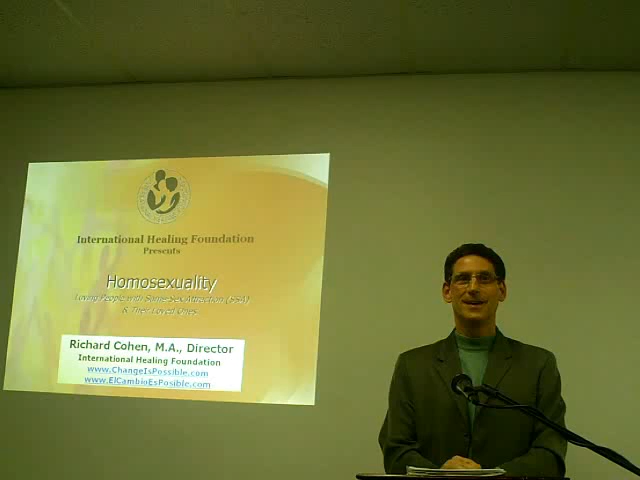 International Healing Foundation
Presents
Homosexuality
Loving People with Same-Sex Attraction (SSA)
& Their Loved Ones
Richard Cohen, M.A., Director
International Healing Foundation
www.ChangeIsPossible.com
www.ElCambioEsPosible.com